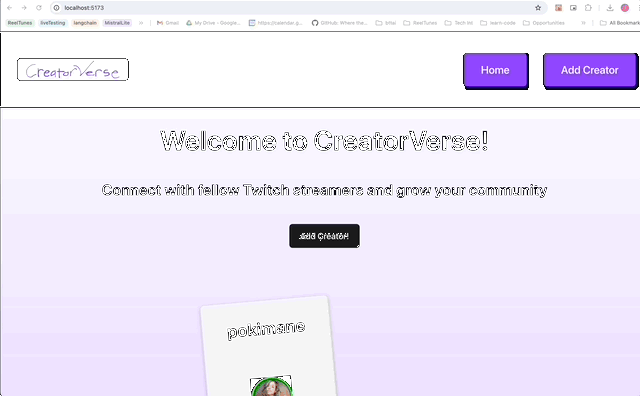 localhost:5173
ReelTunes liveTesting langchain MistralLite » Gmail My Drive - Google... https://calendar.g... GitHub: Where the... bitlai ReelTunes Tech Int learn-code Opportunities » All Bookmarks
CreatorVerse
Home
Add Creator
Welcome to CreatorVerse!
Connect with fellow Twitch streamers and grow your community
Add Creator!
pokimane